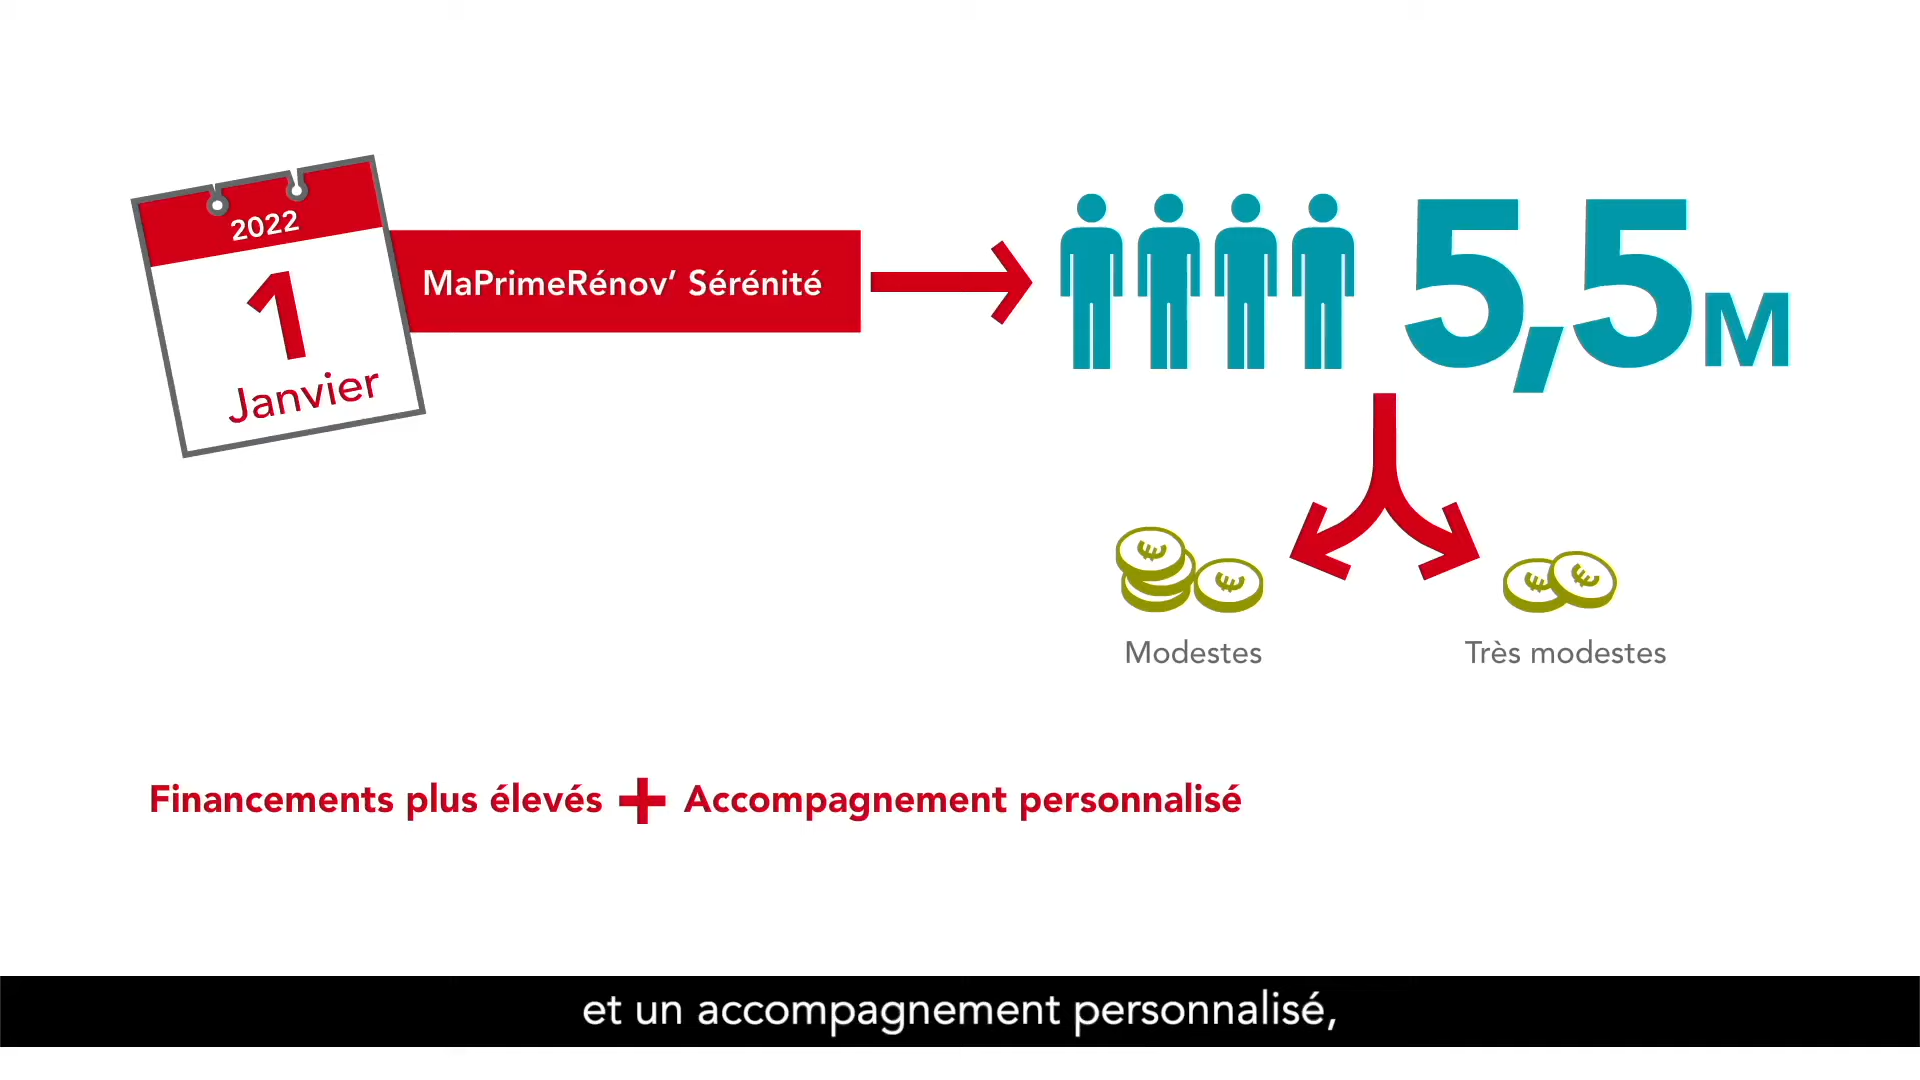 2022
1
Janvier
MaPrimeRénov’ Sérénité
5,5M
Modestes
Très modestes
Financements plus élevés + Accompagnement personnalisé
et un accompagnement personnalisé,